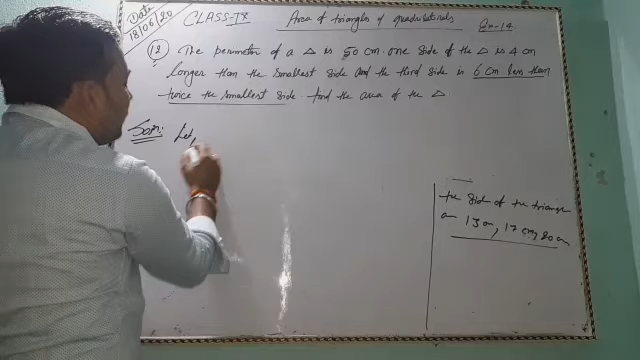 Date
18/06/20
CLASS-IX
Area of triangles & quadrilaterals
Ex-14
(12) The perimeter of a △ is 50 cm. one side of the △ is 4 cm
longer than the smallest side and the third side is 6 cm less than
twice the smallest side. find the area of the △
Soln: Let,
the side of the triangle
are 13 cm, 17 cm, 20 cm